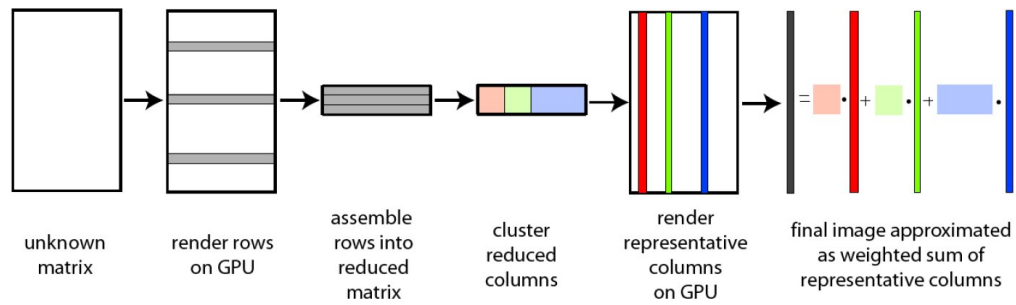 = • + • + •
unknown
matrix
render rows
on GPU
assemble
rows into
reduced
matrix
cluster
reduced
columns
render
representative
columns
on GPU
final image approximated
as weighted sum of
representative columns